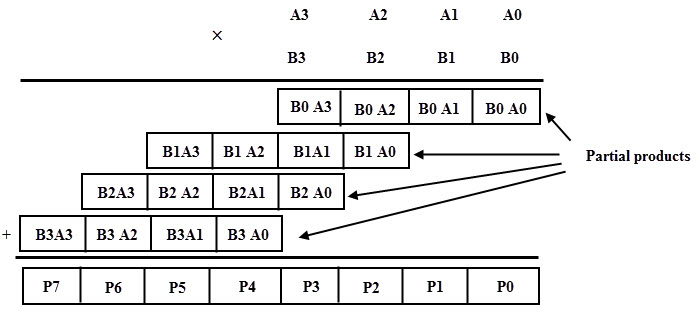 A3 A2 A1 A0
×
B3 B2 B1 B0
B0 A3 B0 A2 B0 A1 B0 A0
B1A3 B1 A2 B1A1 B1 A0
Partial products
B2A3 B2 A2 B2A1 B2 A0
+ B3A3 B3 A2 B3A1 B3 A0
P7 P6 P5 P4 P3 P2 P1 P0